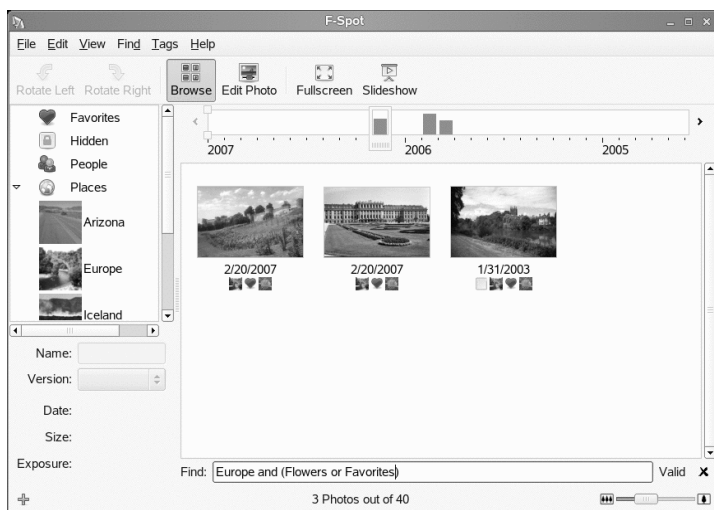 F-Spot
File Edit View Find Tags Help
Rotate Left Rotate Right Browse Edit Photo Fullscreen Slideshow
Favorites
Hidden
People
Places
Arizona
Europe
Iceland
2007 2006 2005
2/20/2007 2/20/2007 1/31/2003
Name:
Version:
Date:
Size:
Exposure:
Find: Europe and (Flowers or Favorites) Valid
3 Photos out of 40